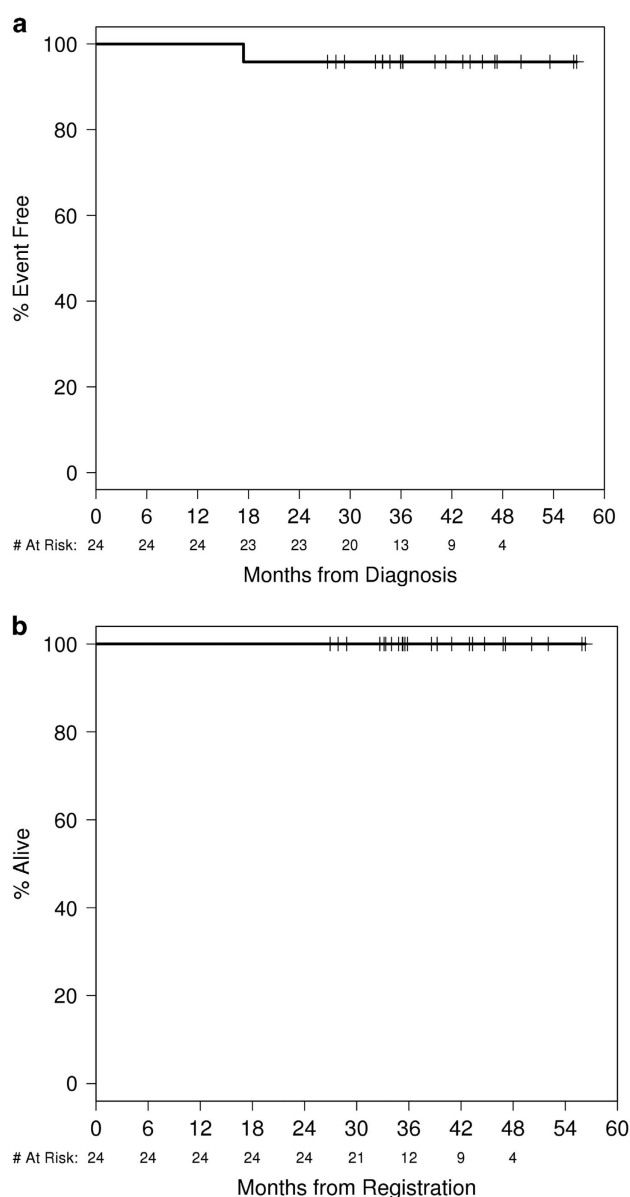 a
100
80
60
40
20
0
% Event Free
0 6 12 18 24 30 36 42 48 54 60
# At Risk: 24 24 24 23 23 20 13 9 4
Months from Diagnosis
b
100
80
60
40
20
0
% Alive
0 6 12 18 24 30 36 42 48 54 60
# At Risk: 24 24 24 24 24 21 12 9 4
Months from Registration